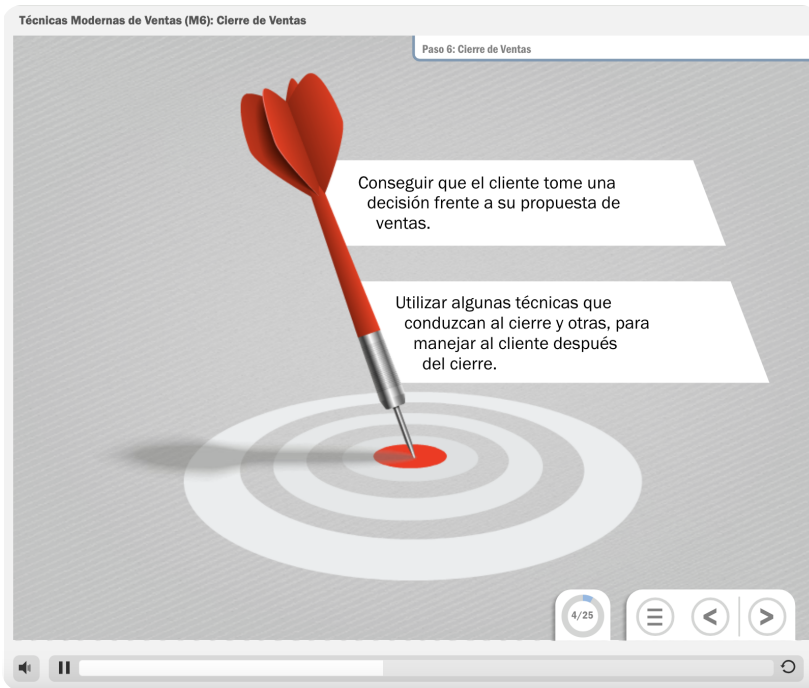 Técnicas Modernas de Ventas (M6): Cierre de Ventas
Paso 6: Cierre de Ventas
Conseguir que el cliente tome una
decisión frente a su propuesta de
ventas.
Utilizar algunas técnicas que
conduzcan al cierre y otras, para
manejar al cliente después
del cierre.
4/25